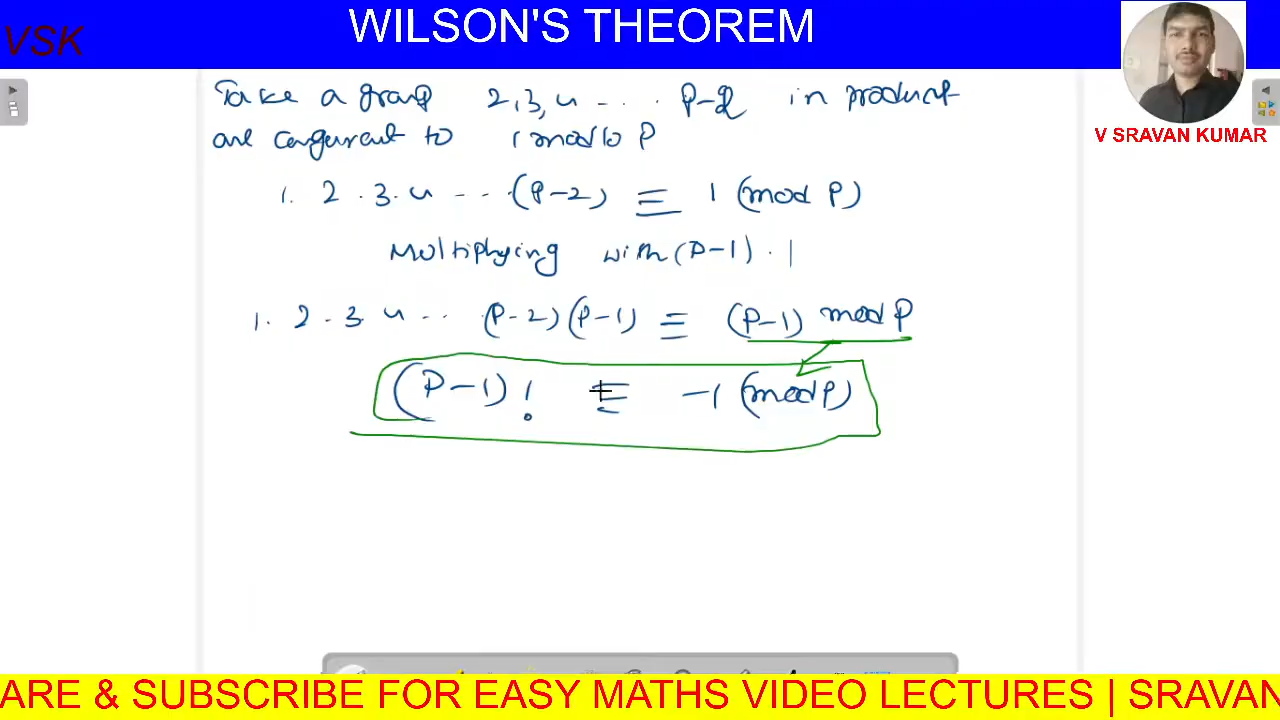 WILSON'S THEOREM
VSK
V SRAVAN KUMAR
Take a group 2,3,4 .... P-2 in product
are congruent to 1 modlo P
1. 2 . 3. 4 ... (P-2) ≡ 1 (mod P)
Multiplying with (P-1) . 1
1. 2 . 3. 4 ... (P-2)(P-1) ≡ (P-1) mod P
(P-1)! ≡ -1 (mod P)
ARE & SUBSCRIBE FOR EASY MATHS VIDEO LECTURES | SRAVAN